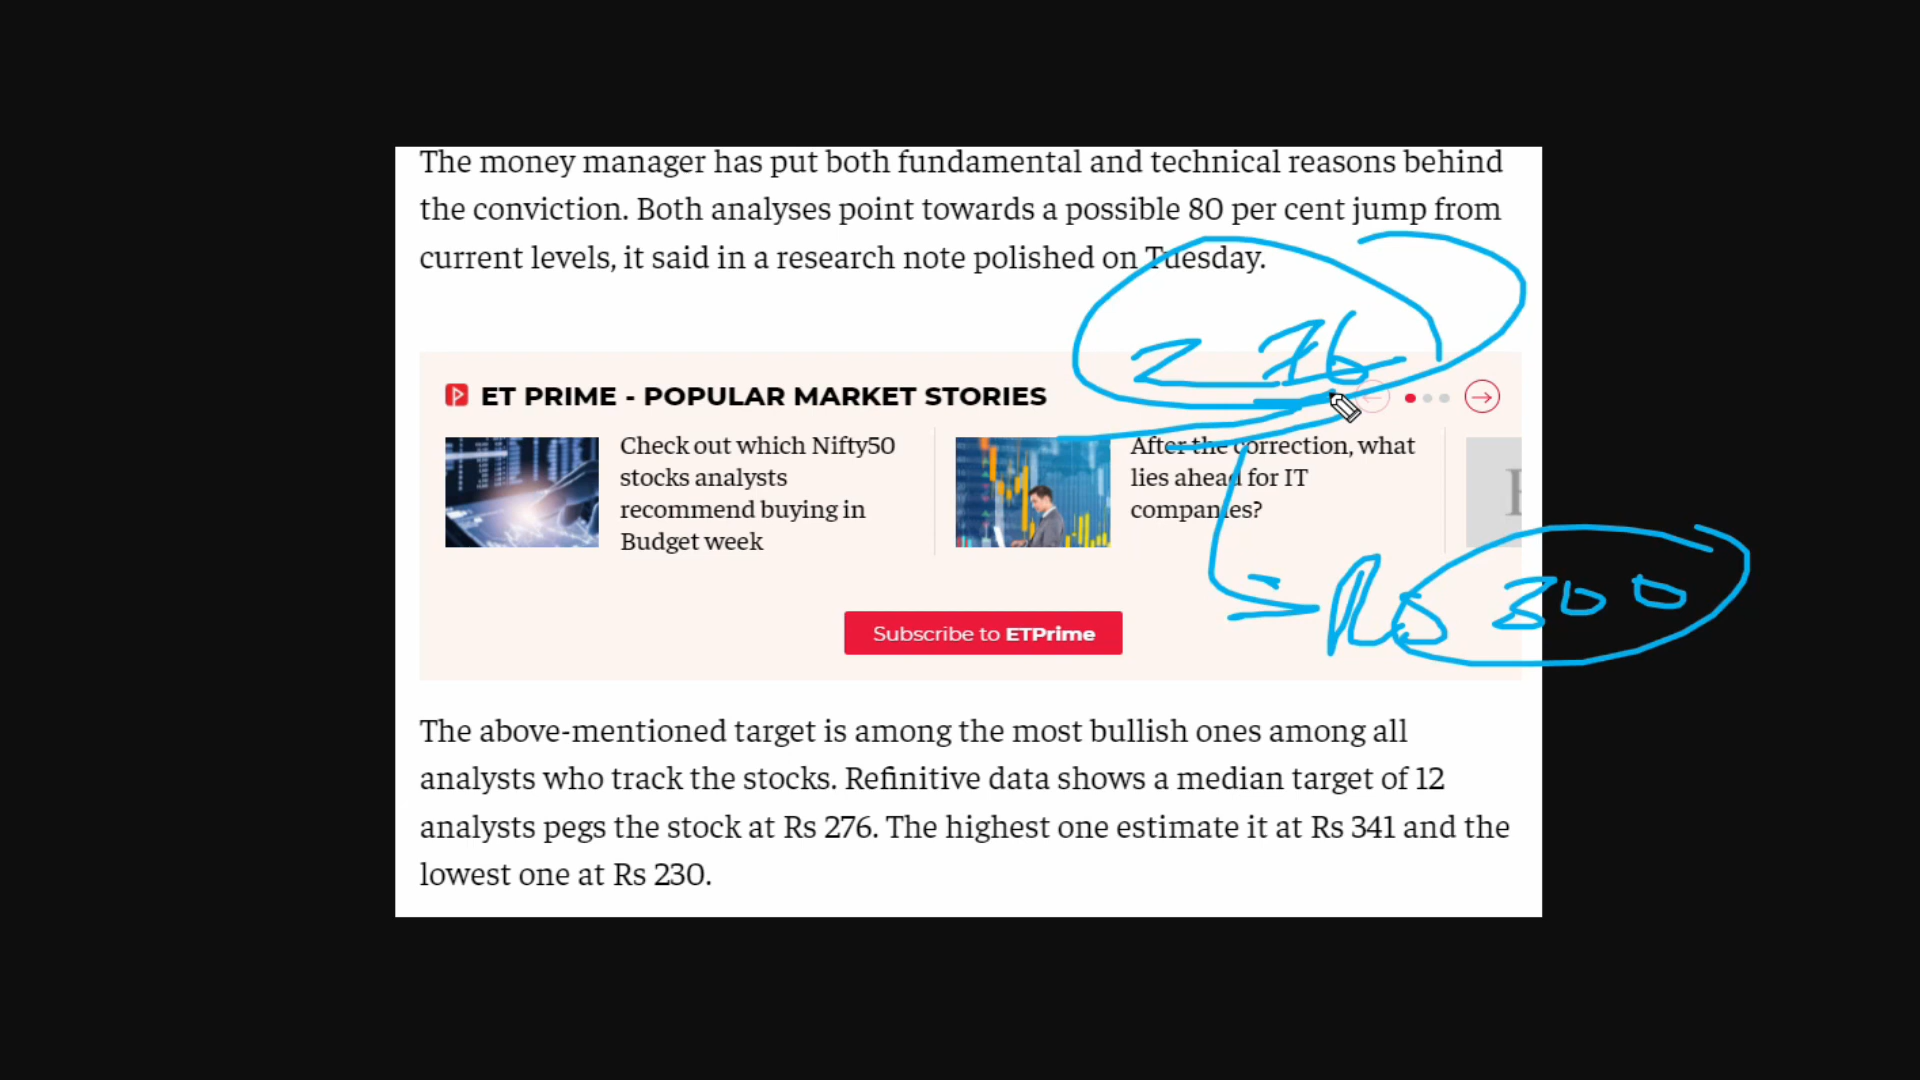 The money manager has put both fundamental and technical reasons behind
the conviction. Both analyses point towards a possible 80 per cent jump from
current levels, it said in a research note polished on Tuesday.
276
ET PRIME - POPULAR MARKET STORIES
Check out which Nifty50
stocks analysts
recommend buying in
Budget week
After the correction, what
lies ahead for IT
companies?
= Rs 300
Subscribe to ETPrime
The above-mentioned target is among the most bullish ones among all
analysts who track the stocks. Refinitive data shows a median target of 12
analysts pegs the stock at Rs 276. The highest one estimate it at Rs 341 and the
lowest one at Rs 230.